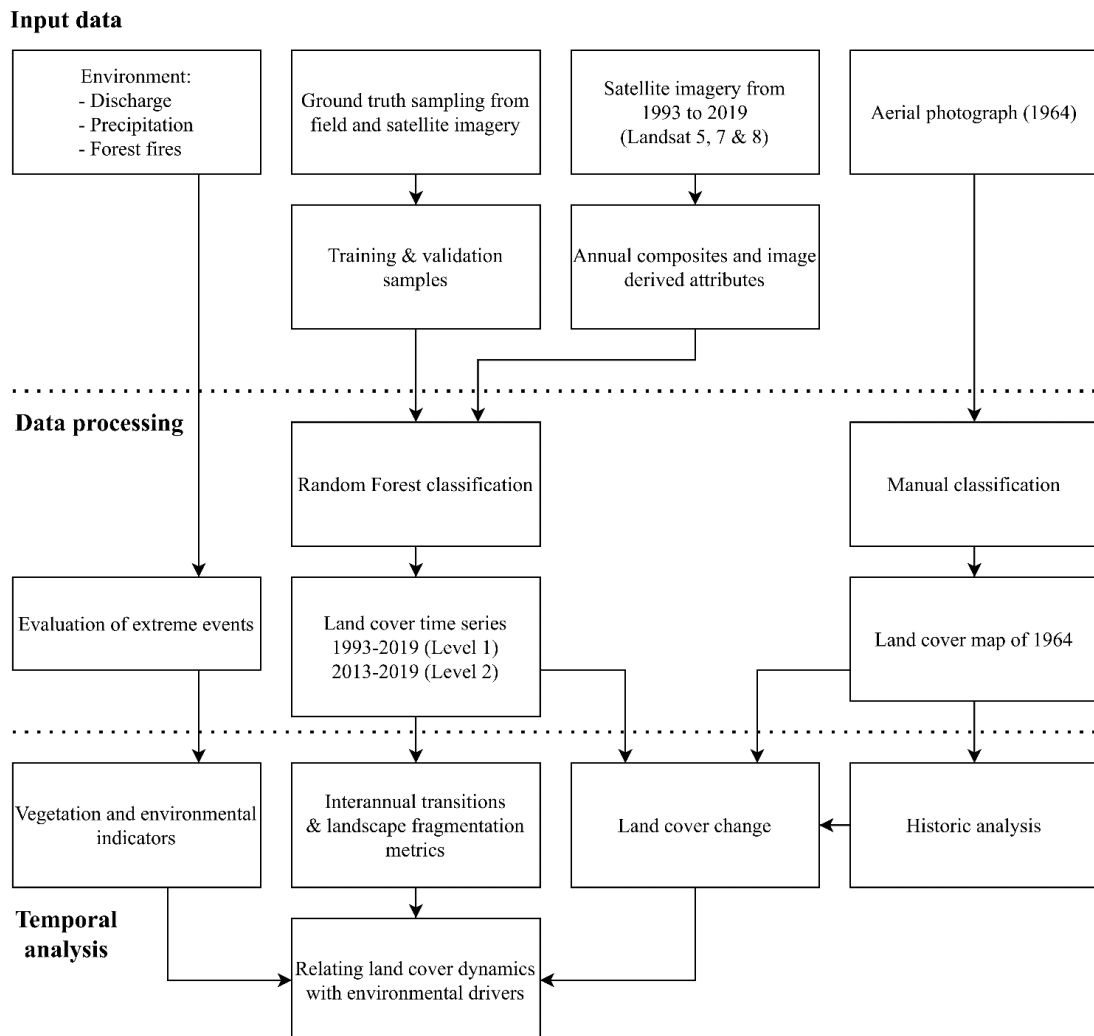 Input data
Environment:
- Discharge
- Precipitation
- Forest fires
Ground truth sampling from
field and satellite imagery
Satellite imagery from
1993 to 2019
(Landsat 5, 7 & 8)
Aerial photograph (1964)
Training & validation
samples
Annual composites and image
derived attributes
Data processing
Random Forest classification
Manual classification
Evaluation of extreme events
Land cover time series
1993-2019 (Level 1)
2013-2019 (Level 2)
Land cover map of 1964
Vegetation and environmental
indicators
Interannual transitions
& landscape fragmentation
metrics
Land cover change
Historic analysis
Temporal
analysis
Relating land cover dynamics
with environmental drivers